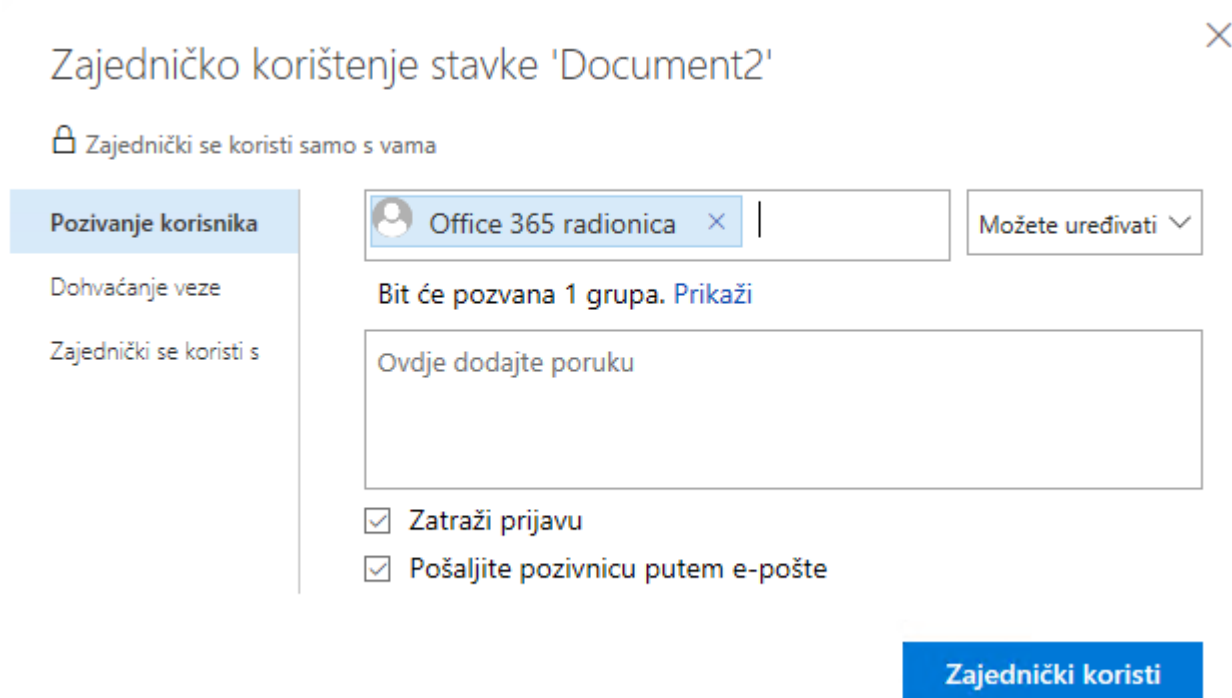 Zajedničko korištenje stavke 'Document2'
Zajednički se koristi samo s vama
Pozivanje korisnika
Dohvaćanje veze
Zajednički se koristi s
Office 365 radionica
Možete uređivati
Bit će pozvana 1 grupa. Prikaži
Ovdje dodajte poruku
Zatraži prijavu
Pošaljite pozivnicu putem e-pošte
Zajednički koristi